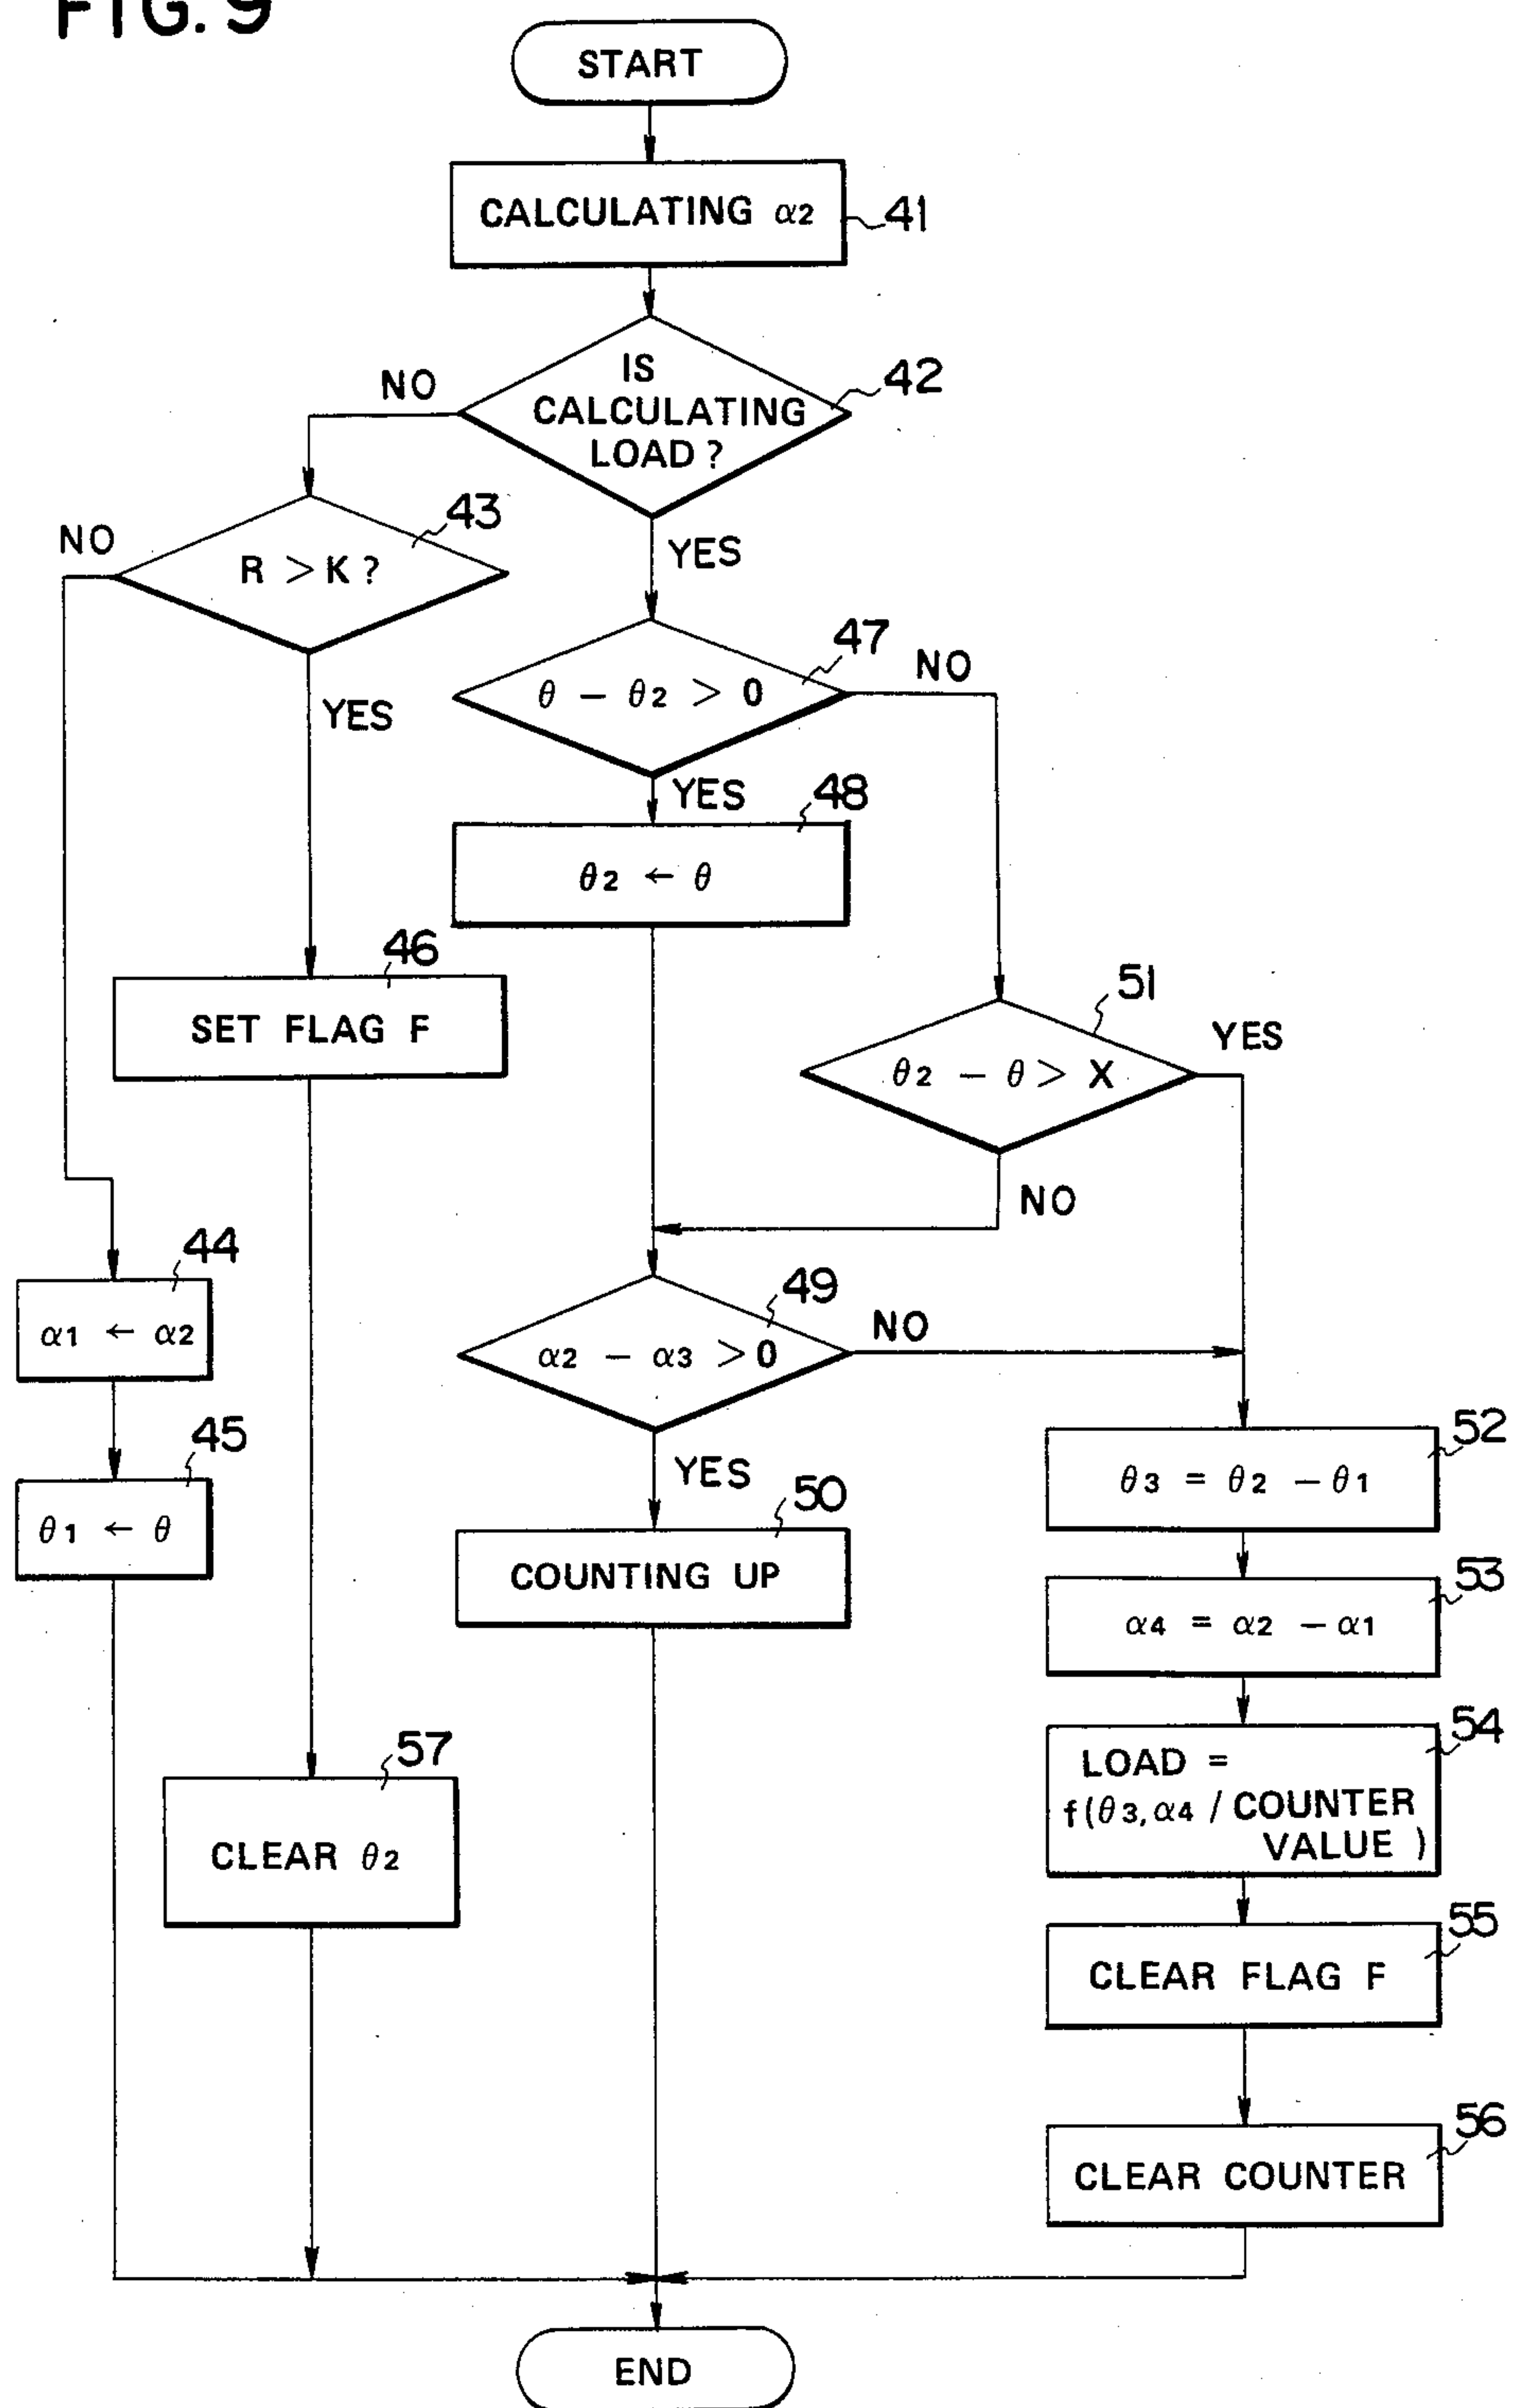 FIG. 9
START
CALCULATING α2
41
IS
CALCULATING
LOAD ?
42
NO
YES
43
R > K ?
NO
YES
47
θ − θ2 > 0
NO
YES
48
θ2 ← θ
46
SET FLAG F
51
θ2 − θ > X
YES
NO
44
α1 ← α2
49
α2 − α3 > 0
NO
YES
45
θ1 ← θ
52
θ3 = θ2 − θ1
50
COUNTING UP
53
α4 = α2 − α1
54
LOAD =
f(θ3,α4 / COUNTER
VALUE )
57
CLEAR θ2
55
CLEAR FLAG F
56
CLEAR COUNTER
END